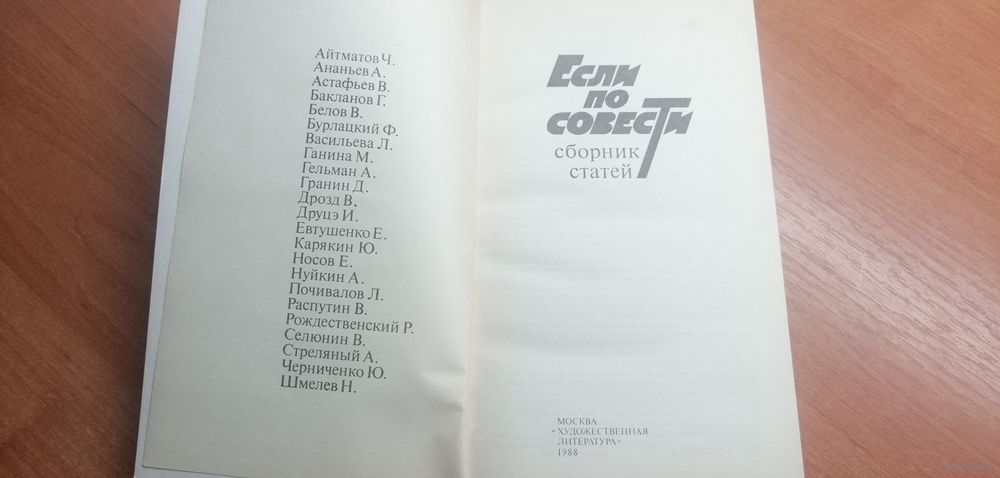 Айтматов Ч.
Ананьев А.
Астафьев В.
Бакланов Г.
Белов В.
Бурлацкий Ф.
Васильева Л.
Ганина М.
Гельман А.
Гранин Д.
Дрозд В.
Друцэ И.
Евтушенко Е.
Карякин Ю.
Носов Е.
Нуйкин А.
Почивалов Л.
Распутин В.
Рождественский Р.
Селюнин В.
Стреляный А.
Черниченко Ю.
Шмелев Н.
Если
по
совести
сборник
статей
МОСКВА
«ХУДОЖЕСТВЕННАЯ
ЛИТЕРАТУРА»
1988